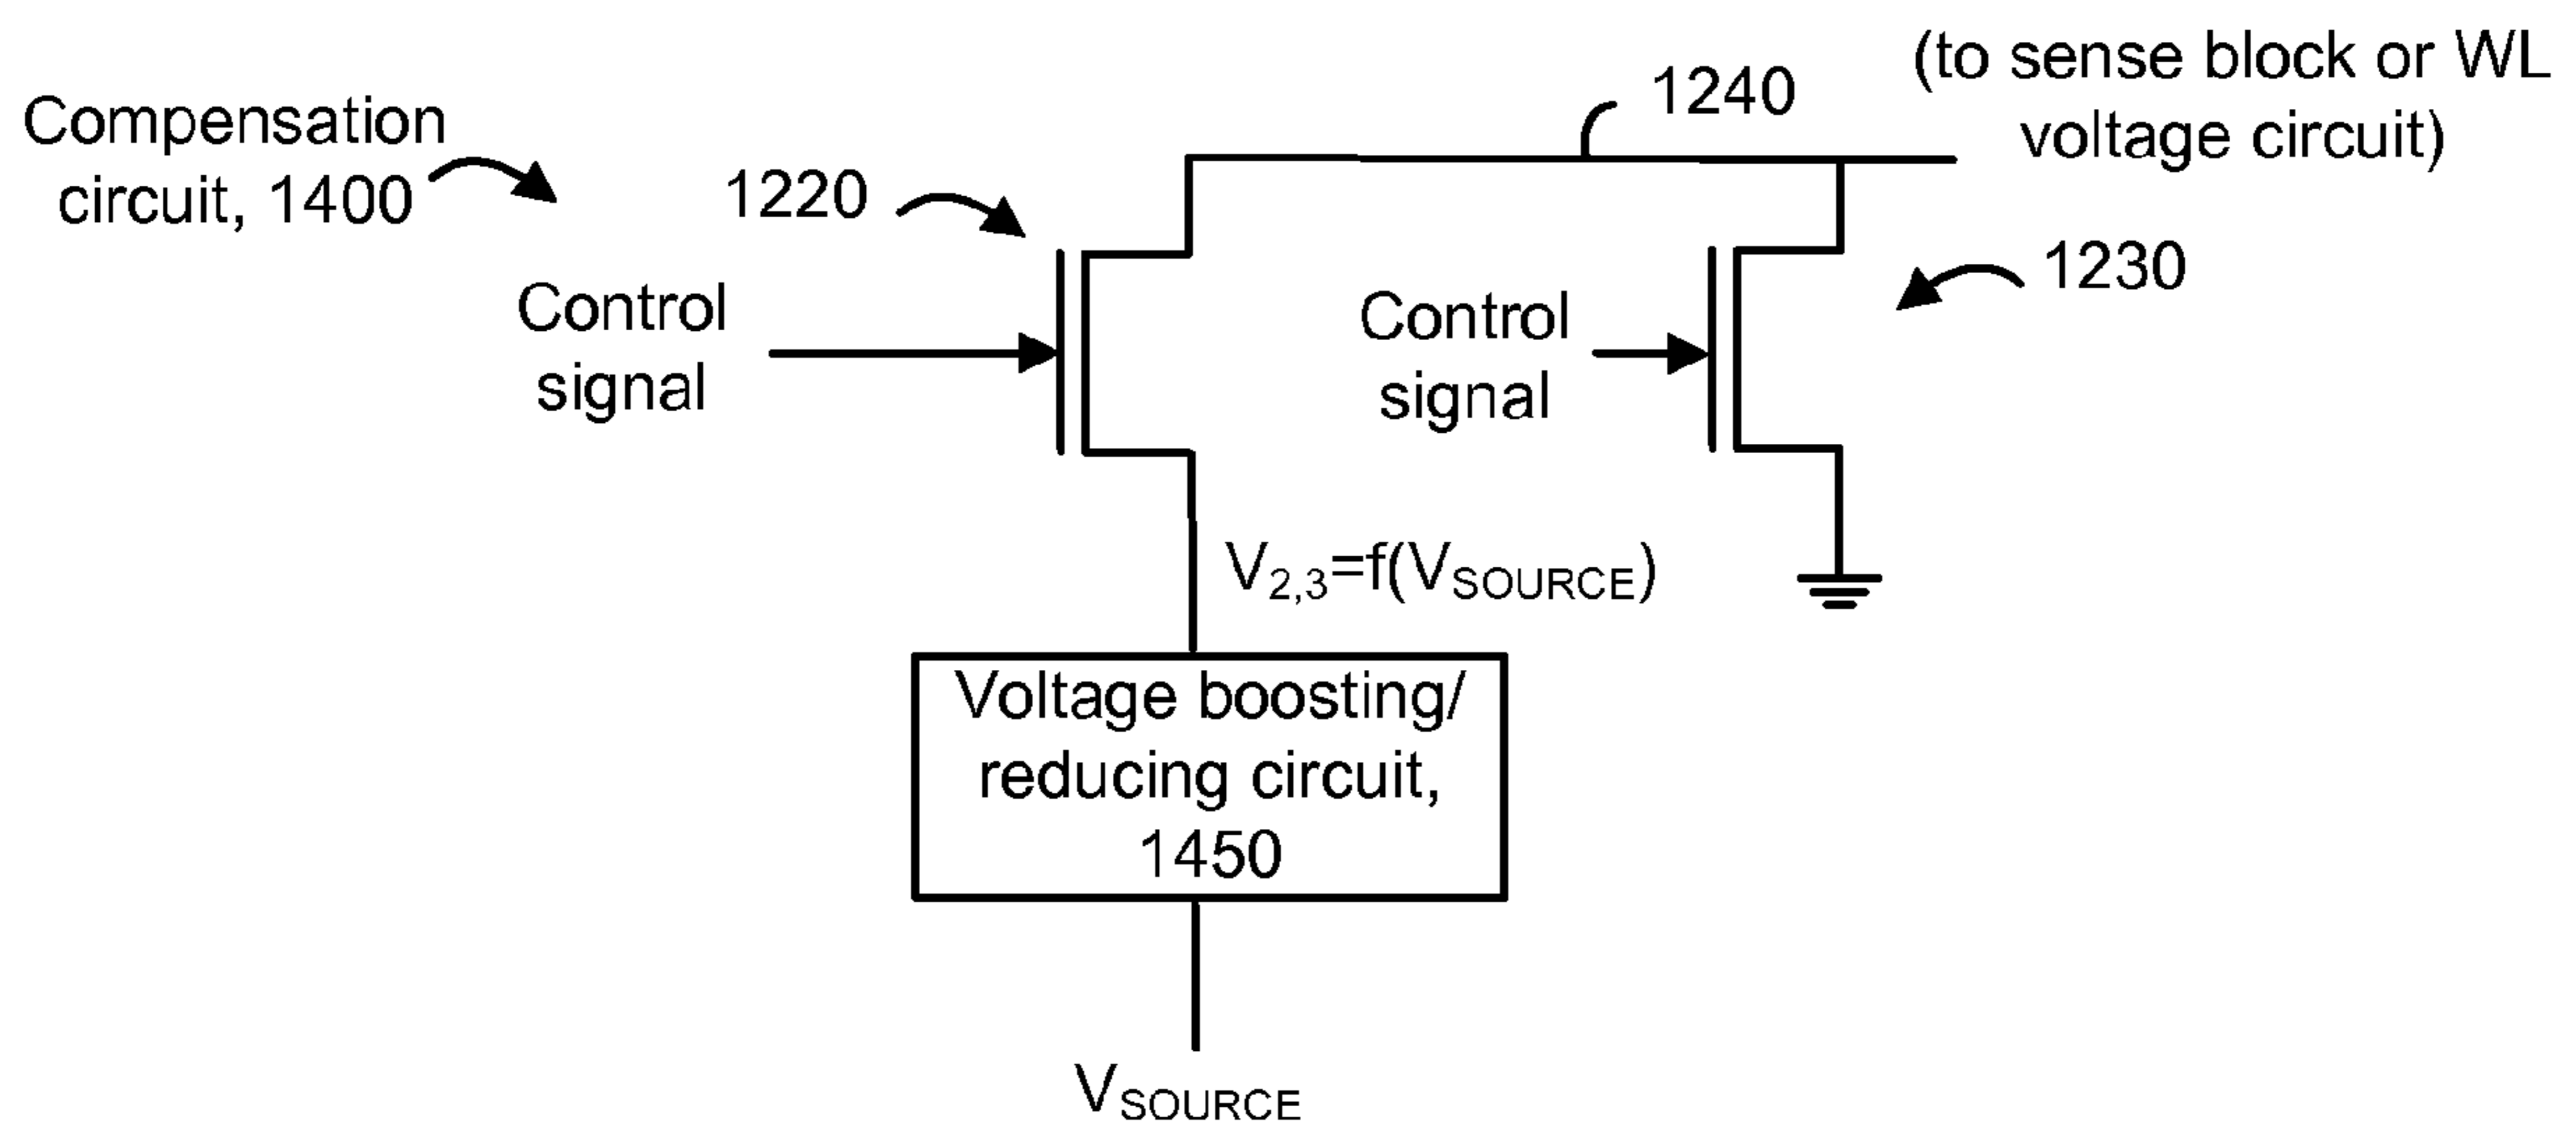 Compensation
circuit, 1400
1220
1240
(to sense block or WL
voltage circuit)
1230
Control
signal
Control
signal
V2,3=f(VSOURCE)
Voltage boosting/
reducing circuit,
1450
VSOURCE